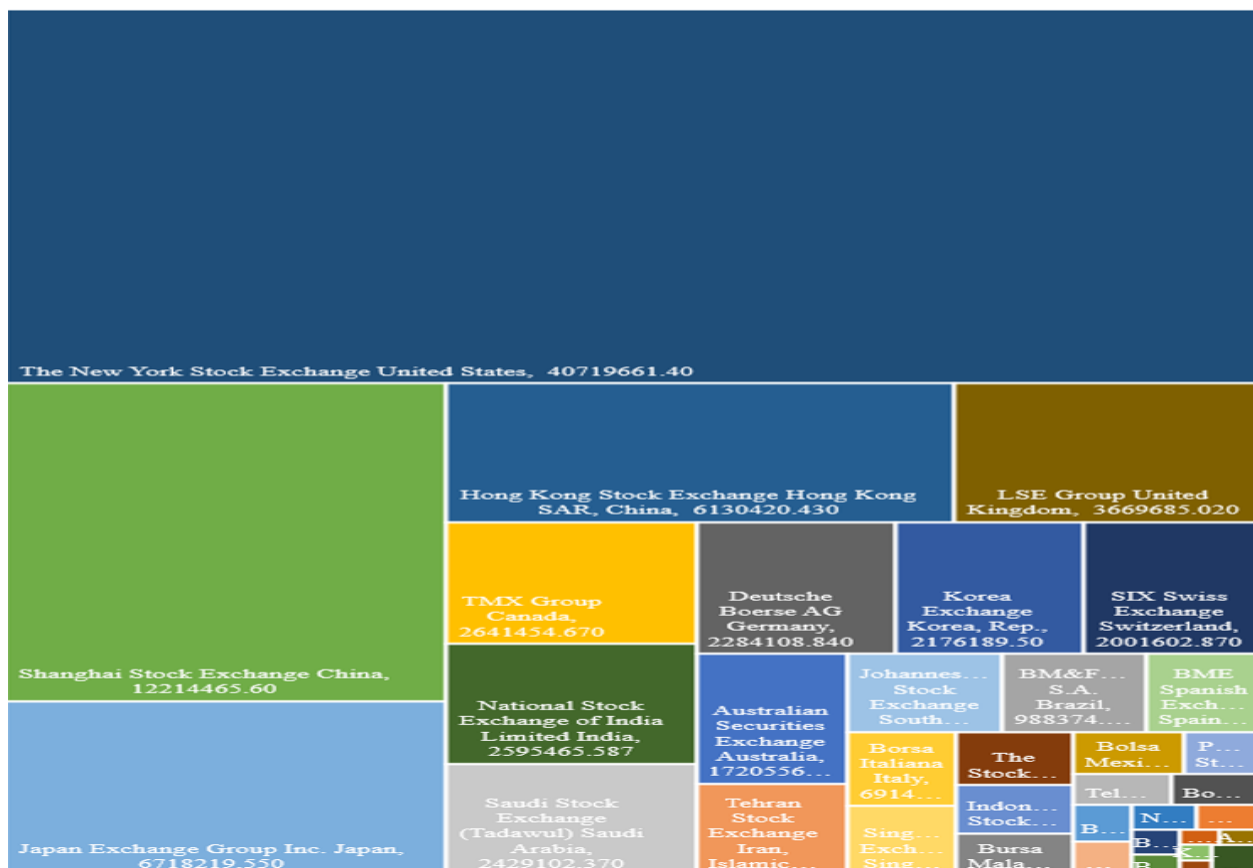 The New York Stock Exchange United States, 40719661.40
Shanghai Stock Exchange China,
12214465.60
Japan Exchange Group Inc. Japan,
6718219.550
Hong Kong Stock Exchange Hong Kong
SAR, China, 6130420.430
LSE Group United
Kingdom, 3669685.020
TMX Group
Canada,
2641454.670
National Stock
Exchange of India
Limited India,
2595465.587
Saudi Stock
Exchange
(Tadawul) Saudi
Arabia,
2429102.370
Deutsche
Boerse AG
Germany,
2284108.840
Korea
Exchange
Korea, Rep.,
2176189.50
SIX Swiss
Exchange
Switzerland,
2001602.870
Australian
Securities
Exchange
Australia,
1720556...
Tehran
Stock
Exchange
Iran,
Islamic...
Johannes...
Stock
Exchange
South...
BM&F...
S.A.
Brazil,
988374....
BME
Spanish
Exch...
Spain...
Borsa
Italiana
Italy,
6914...
Sing...
Exch...
Sing...
The
Stock...
Indon...
Stock...
Bursa
Mala...
Bolsa
Mexi...
P...
St...
Tel...
Bo...
B...
N...
...
...
B...
...
A...
K...
B...